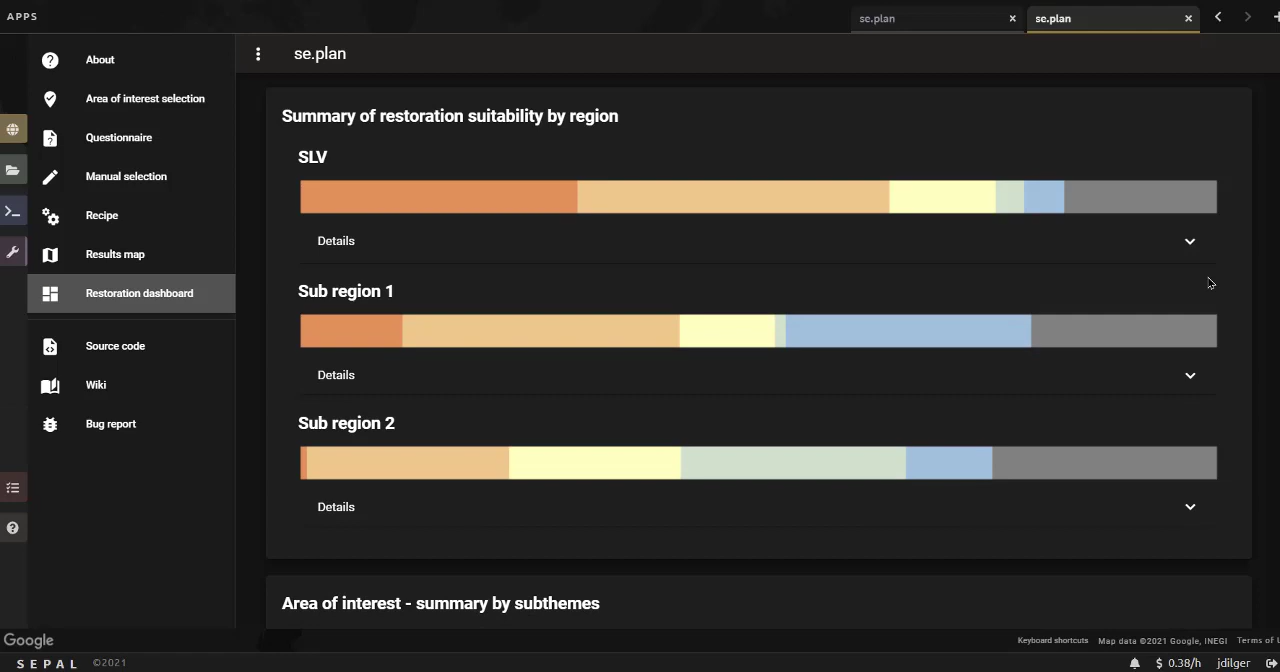 APPS
se.plan
se.plan
About
Area of interest selection
Questionnaire
Manual selection
Recipe
Results map
Restoration dashboard
Source code
Wiki
Bug report
se.plan
Summary of restoration suitability by region
SLV
Details
Sub region 1
Details
Sub region 2
Details
Area of interest - summary by subthemes
Google
Keyboard shortcuts
Map data ©2021 Google, INEGI
Terms of
SEPAL ©2021
$ 0.38/h
jdilger